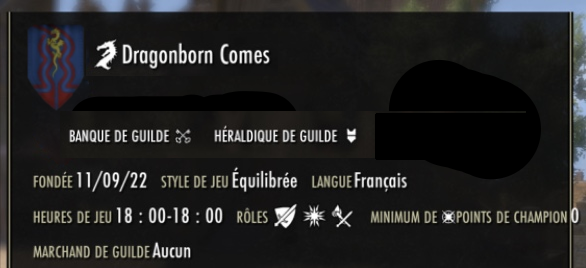 Dragonborn Comes
BANQUE DE GUILDE HÉRALDIQUE DE GUILDE
FONDÉE 11/09/22 STYLE DE JEU Équilibrée LANGUE Français
HEURES DE JEU 18 : 00-18 : 00 RÔLES MINIMUM DE POINTS DE CHAMPION 0
MARCHAND DE GUILDE Aucun